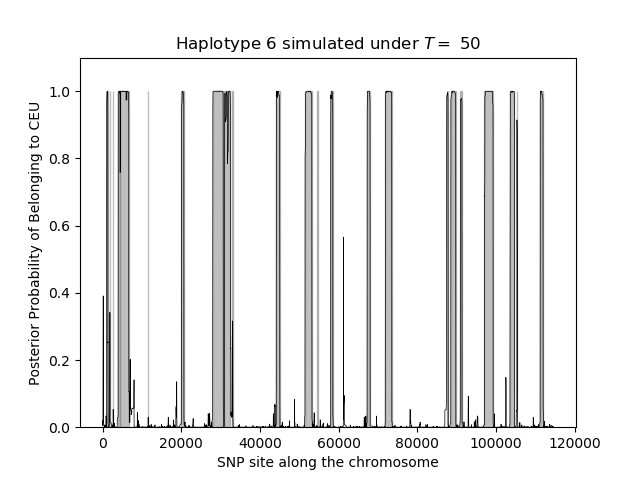 Haplotype 6 simulated under T = 50
Posterior Probability of Belonging to CEU
1.0
0.8
0.6
0.4
0.2
0.0
0 20000 40000 60000 80000 100000 120000
SNP site along the chromosome